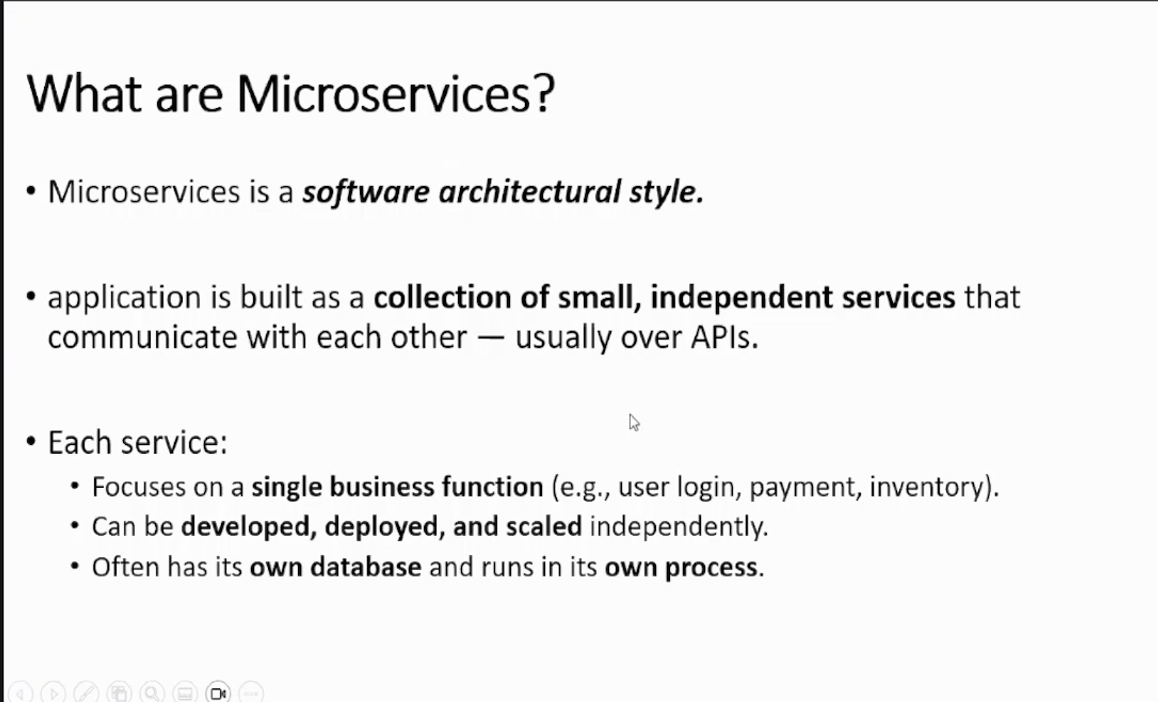 What are Microservices?
• Microservices is a software architectural style.
• application is built as a collection of small, independent services that
communicate with each other — usually over APIs.
• Each service:
• Focuses on a single business function (e.g., user login, payment, inventory).
• Can be developed, deployed, and scaled independently.
• Often has its own database and runs in its own process.